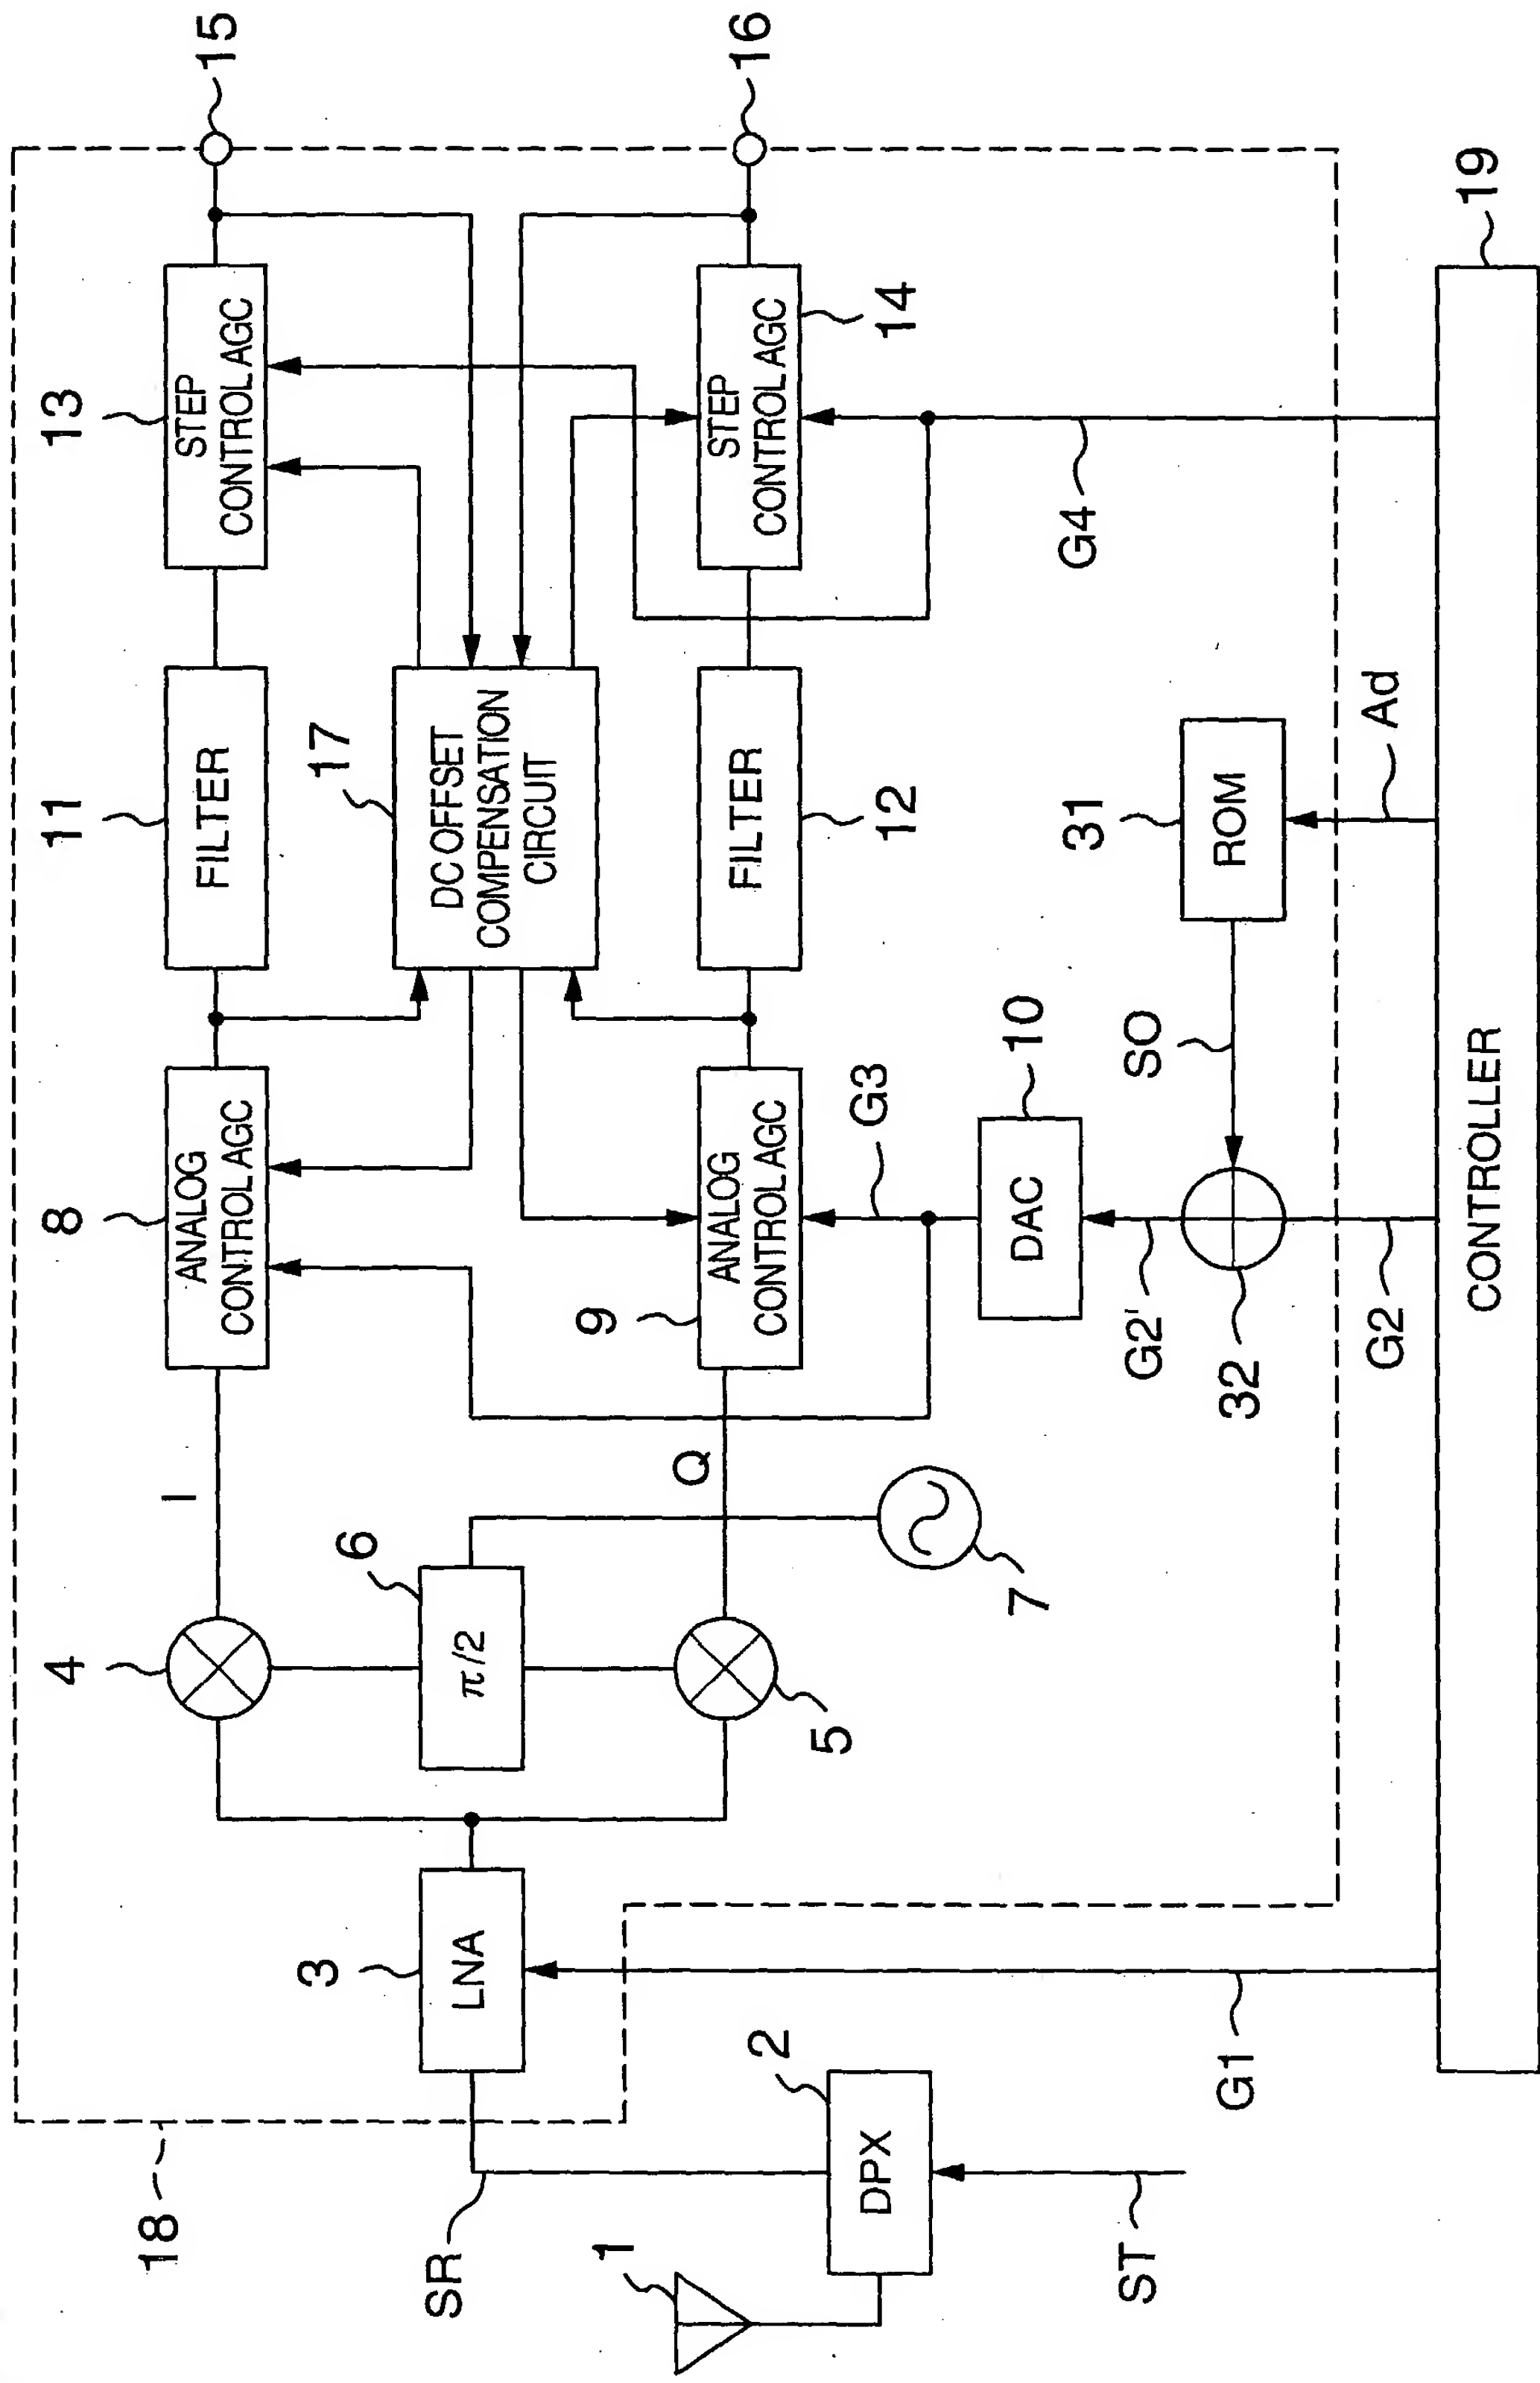 18
SR
1
2
DPX
ST
3
LNA
G1
4
5
6
π/2
7
I
Q
8
ANALOG
CONTROL AGC
9
ANALOG
CONTROL AGC
G3
10
DAC
G2'
32
G2
SO
31
ROM
Ad
11
FILTER
17
DC OFFSET
COMPENSATION
CIRCUIT
12
FILTER
13
STEP
CONTROL AGC
14
STEP
CONTROL AGC
G4
15
16
19
CONTROLLER